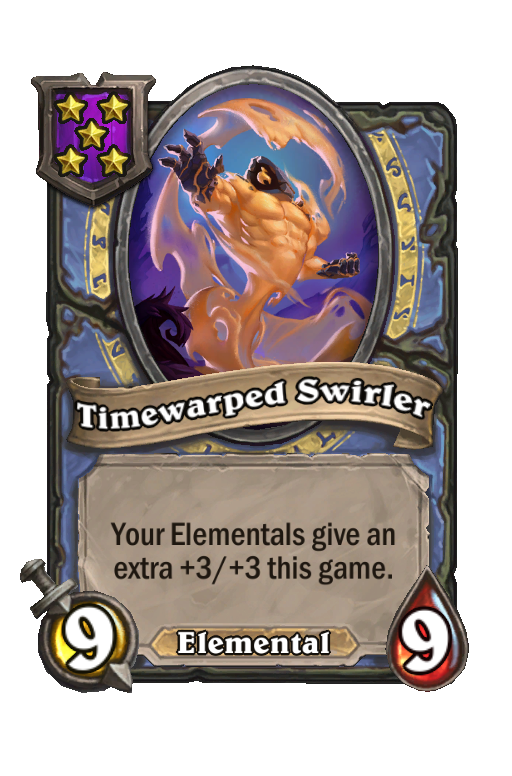 Timewarped Swirler
Your Elementals give an
extra +3/+3 this game.
9
Elemental
9